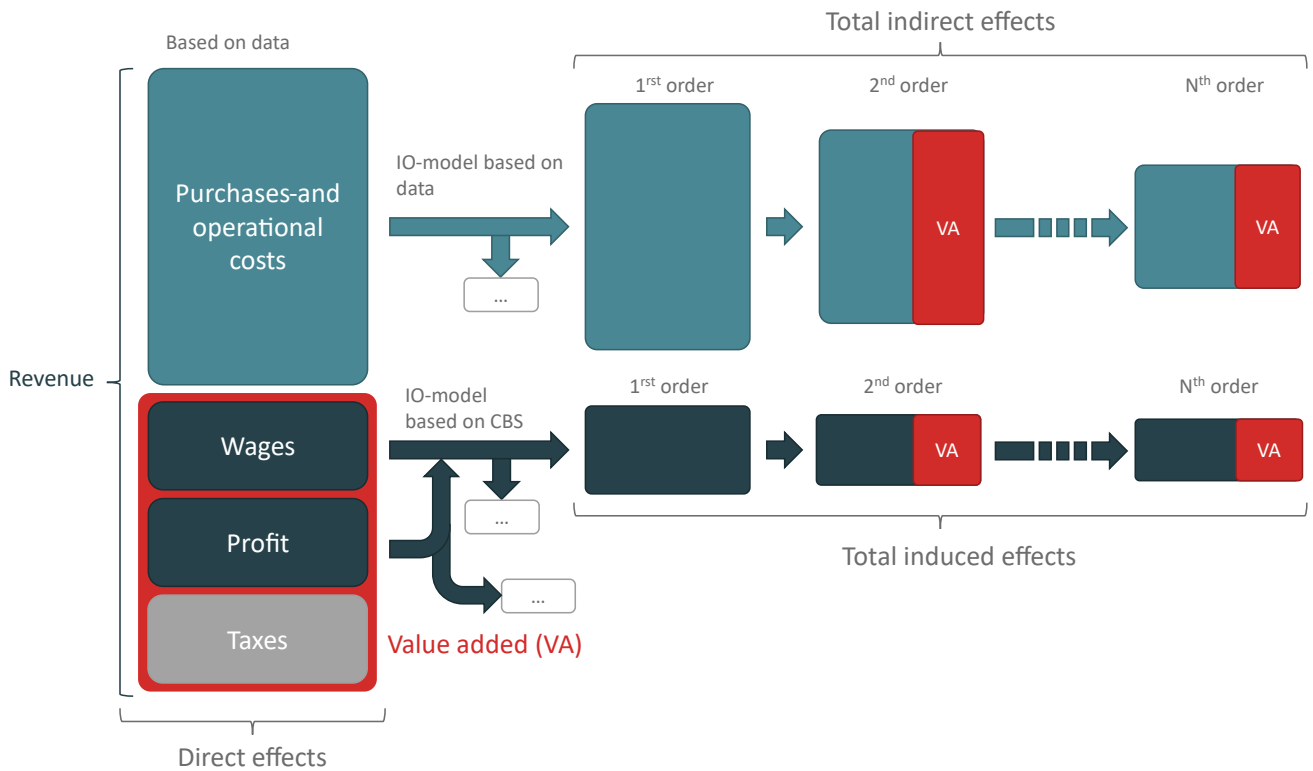 Total indirect effects
Based on data
1rst order
2nd order
Nth order
IO-model based on
data
Purchases-and
operational
costs
VA
VA
...
Revenue
1rst order
2nd order
Nth order
IO-model
based on CBS
Wages
VA
VA
...
Profit
Total induced effects
...
Taxes
Value added (VA)
Direct effects